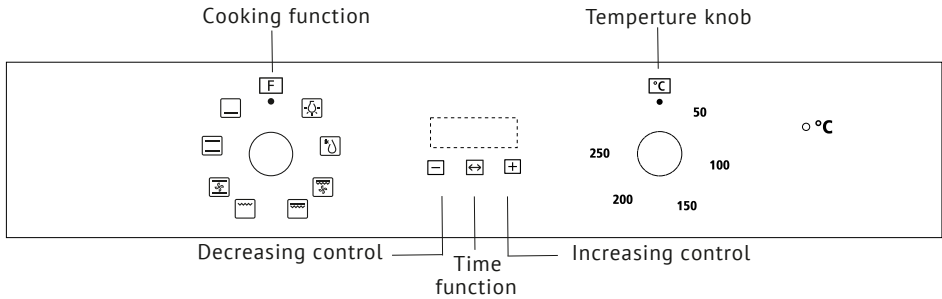 Cooking function
Temperture knob
F
°C
50
°C
250
100
200
150
Decreasing control
Time
function
Increasing control